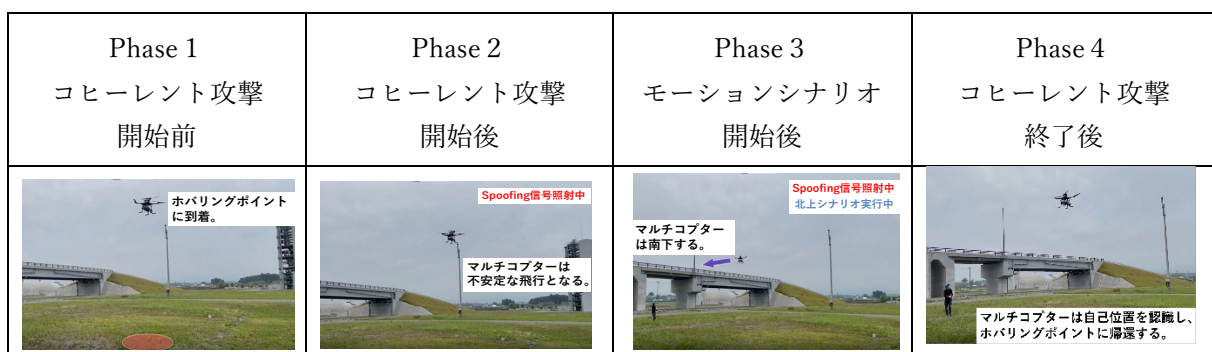 Phase 1
コヒーレント攻撃
開始前
Phase 2
コヒーレント攻撃
開始後
Phase 3
モーションシナリオ
開始後
Phase 4
コヒーレント攻撃
終了後
ホバリングポイント
に到着。
Spoofing信号照射中
マルチコプターは
不安定な飛行となる。
Spoofing信号照射中
北上シナリオ実行中
マルチコプター
は南下する。
マルチコプターは自己位置を認識し、
ホバリングポイントに帰還する。